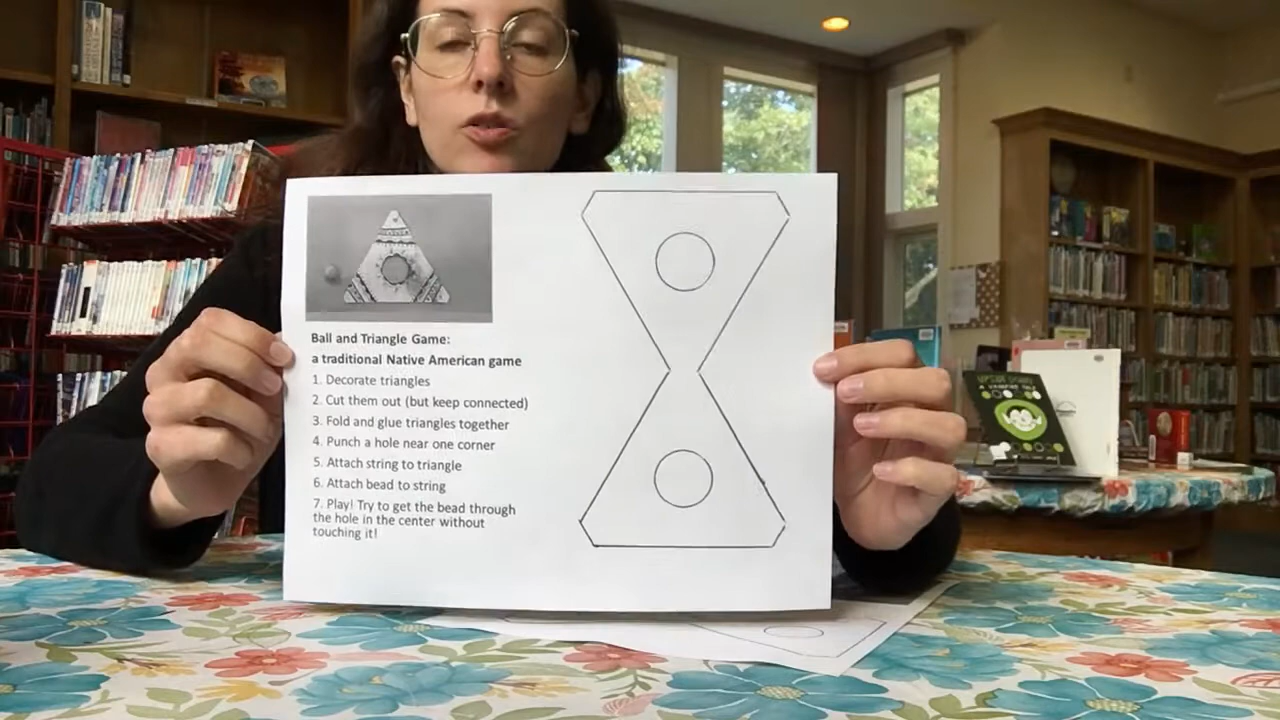 Ball and Triangle Game:
a traditional Native American game
1. Decorate triangles
2. Cut them out (but keep connected)
3. Fold and glue triangles together
4. Punch a hole near one corner
5. Attach string to triangle
6. Attach bead to string
7. Play! Try to get the bead through
the hole in the center without
touching it!